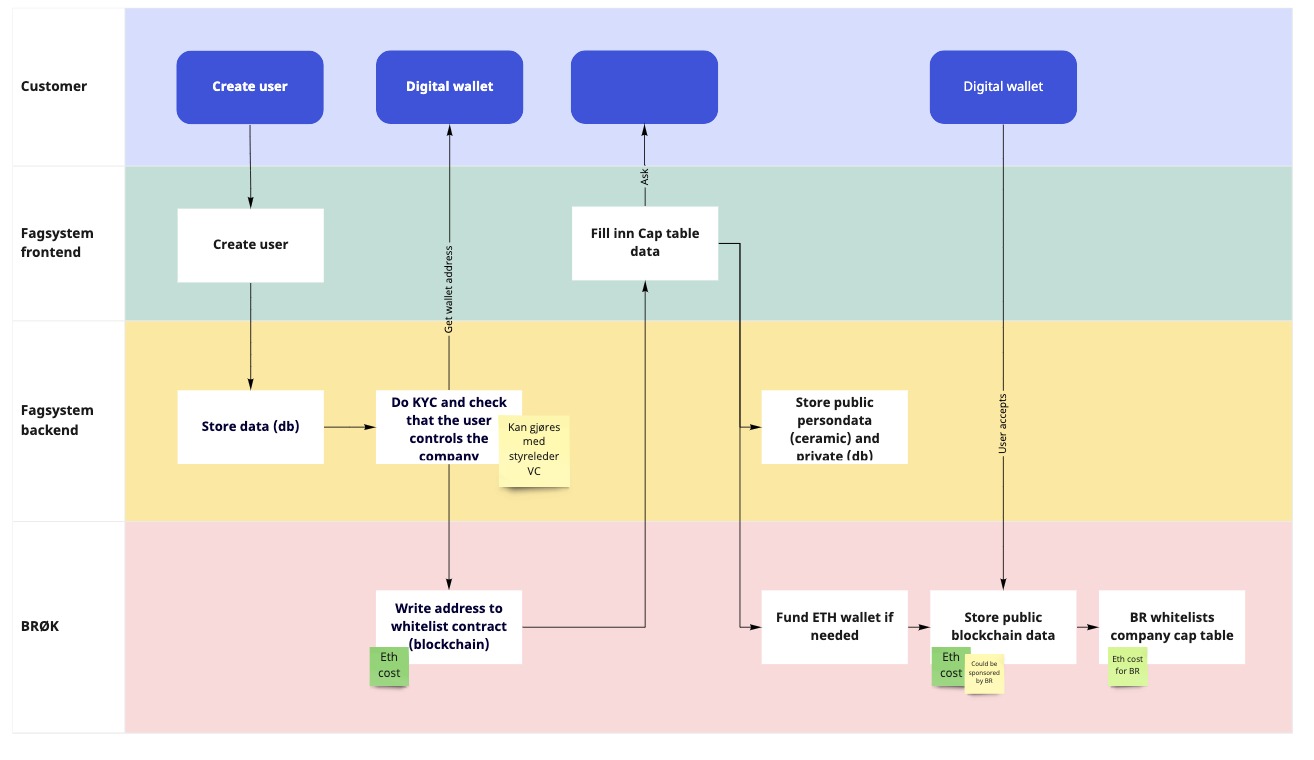 Customer
Create user
Digital wallet
Digital wallet
Ask
Fagsystem
frontend
Create user
Get wallet address
Fill inn Cap table
data
Fagsystem
backend
Store data (db)
Do KYC and check
that the user
controls the
company
Kan gjøres
med
styreleder
VC
Store public
persondata
(ceramic) and
private (db)
User accepts
BRØK
Write address to
whitelist contract
(blockchain)
Eth
cost
Fund ETH wallet if
needed
Store public
blockchain data
Eth
cost
Could be
sponsored
by BR
BR whitelists
company cap table
Eth cost
for BR